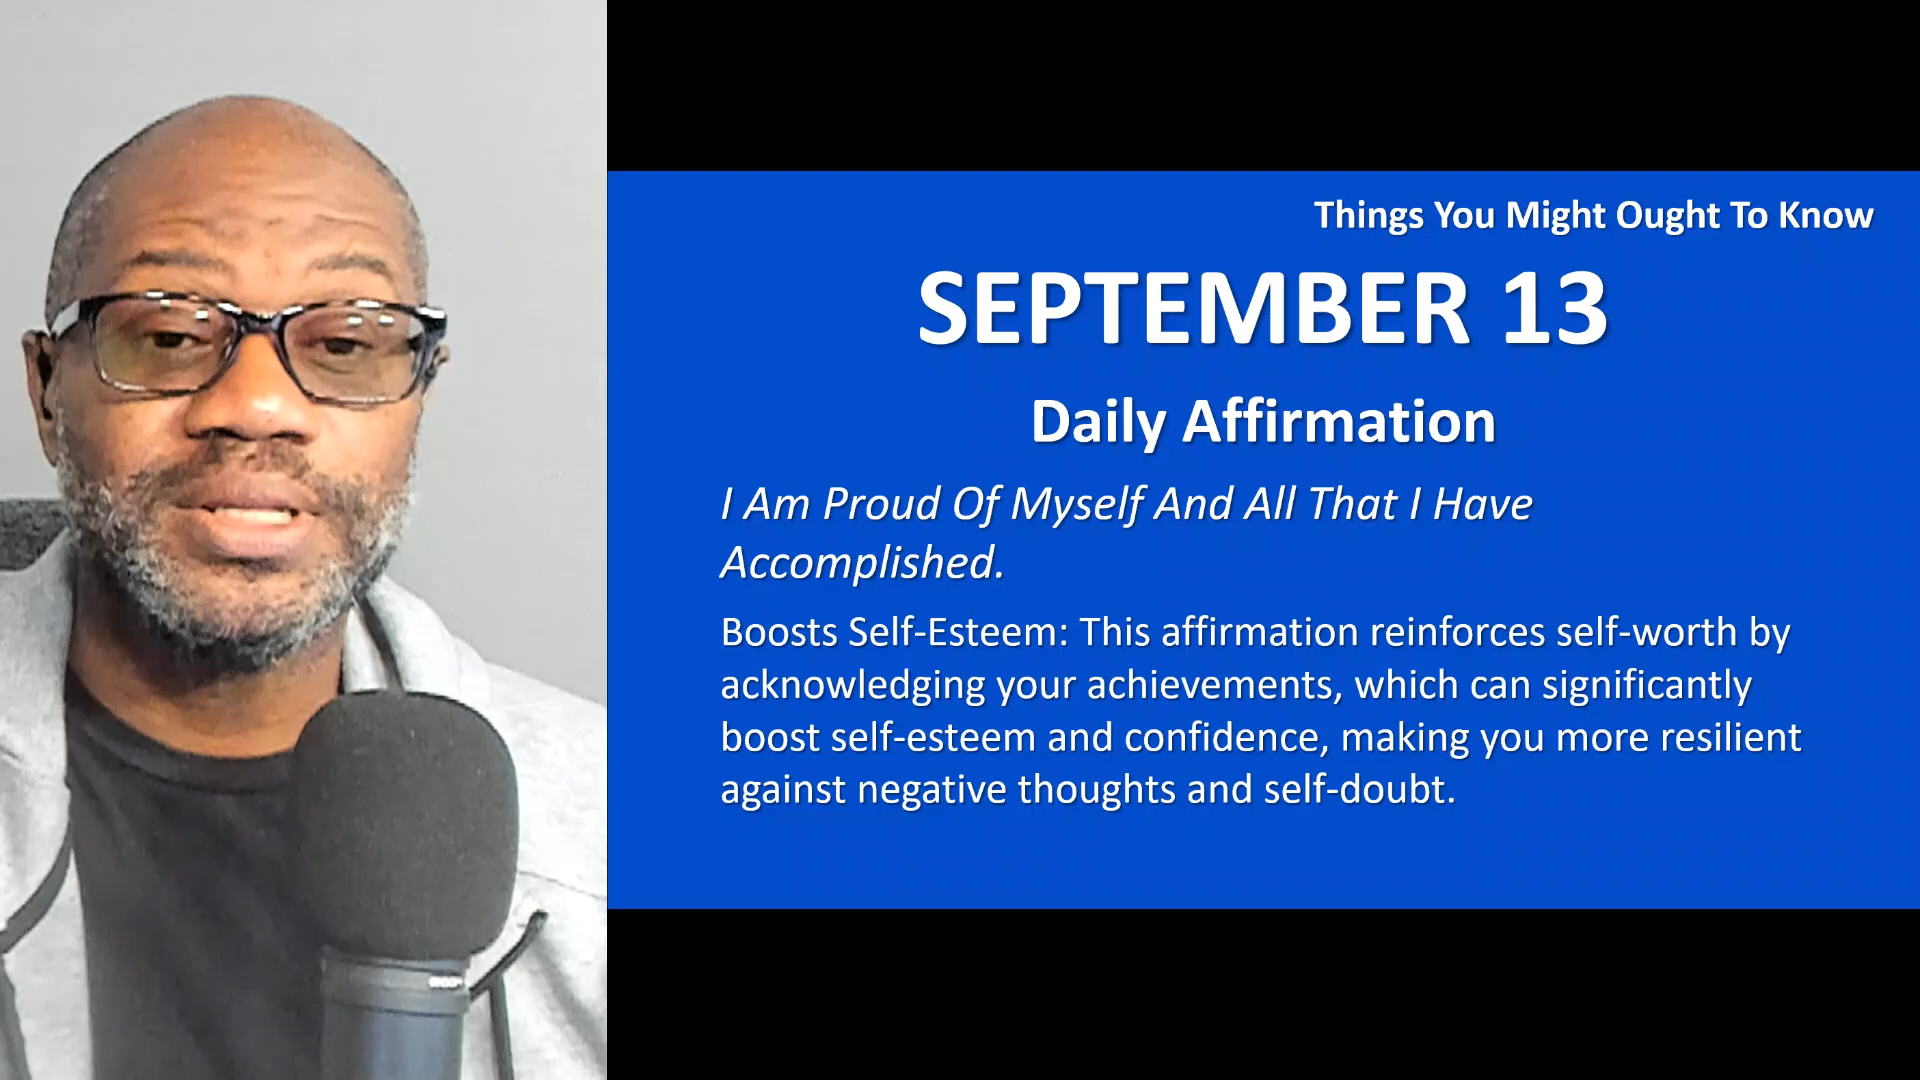 Things You Might Ought To Know
SEPTEMBER 13
Daily Affirmation
I Am Proud Of Myself And All That I Have
Accomplished.
Boosts Self-Esteem: This affirmation reinforces self-worth by
acknowledging your achievements, which can significantly
boost self-esteem and confidence, making you more resilient
against negative thoughts and self-doubt.